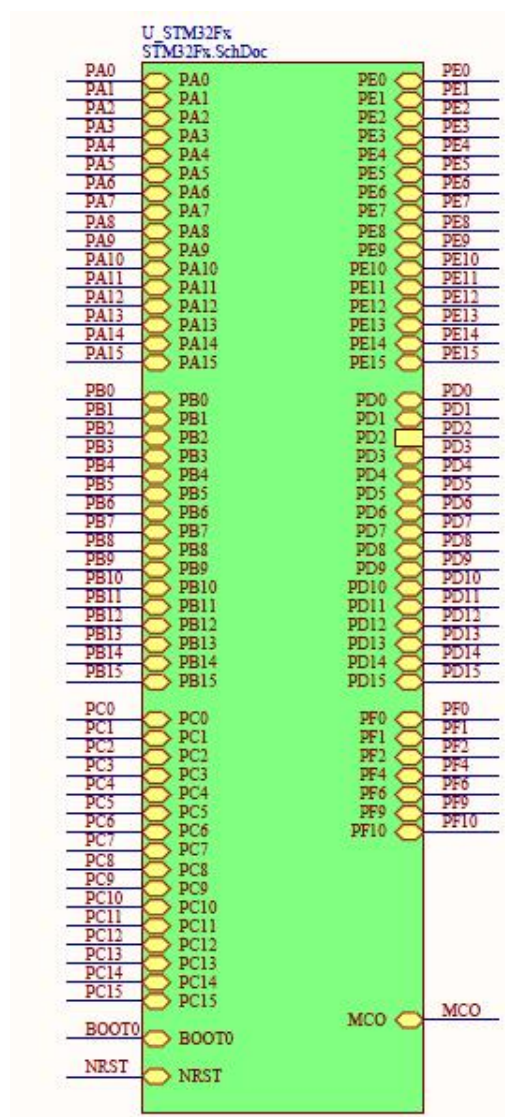 U_STM32Fx
STM32Fx.SchDoc
PA0 PA0 PE0 PE0
PA1 PA1 PE1 PE1
PA2 PA2 PE2 PE2
PA3 PA3 PE3 PE3
PA4 PA4 PE4 PE4
PA5 PA5 PE5 PE5
PA6 PA6 PE6 PE6
PA7 PA7 PE7 PE7
PA8 PA8 PE8 PE8
PA9 PA9 PE9 PE9
PA10 PA10 PE10 PE10
PA11 PA11 PE11 PE11
PA12 PA12 PE12 PE12
PA13 PA13 PE13 PE13
PA14 PA14 PE14 PE14
PA15 PA15 PE15 PE15
PB0 PB0 PD0 PD0
PB1 PB1 PD1 PD1
PB2 PB2 PD2 PD2
PB3 PB3 PD3 PD3
PB4 PB4 PD4 PD4
PB5 PB5 PD5 PD5
PB6 PB6 PD6 PD6
PB7 PB7 PD7 PD7
PB8 PB8 PD8 PD8
PB9 PB9 PD9 PD9
PB10 PB10 PD10 PD10
PB11 PB11 PD11 PD11
PB12 PB12 PD12 PD12
PB13 PB13 PD13 PD13
PB14 PB14 PD14 PD14
PB15 PB15 PD15 PD15
PC0 PC0 PF0 PF0
PC1 PC1 PF1 PF1
PC2 PC2 PF2 PF2
PC3 PC3 PF4 PF4
PC4 PC4 PF6 PF6
PC5 PC5 PF9 PF9
PC6 PC6 PF10 PF10
PC7 PC7
PC8 PC8
PC9 PC9
PC10 PC10
PC11 PC11
PC12 PC12
PC13 PC13
PC14 PC14
PC15 PC15
MCO MCO
BOOT0 BOOT0
NRST NRST